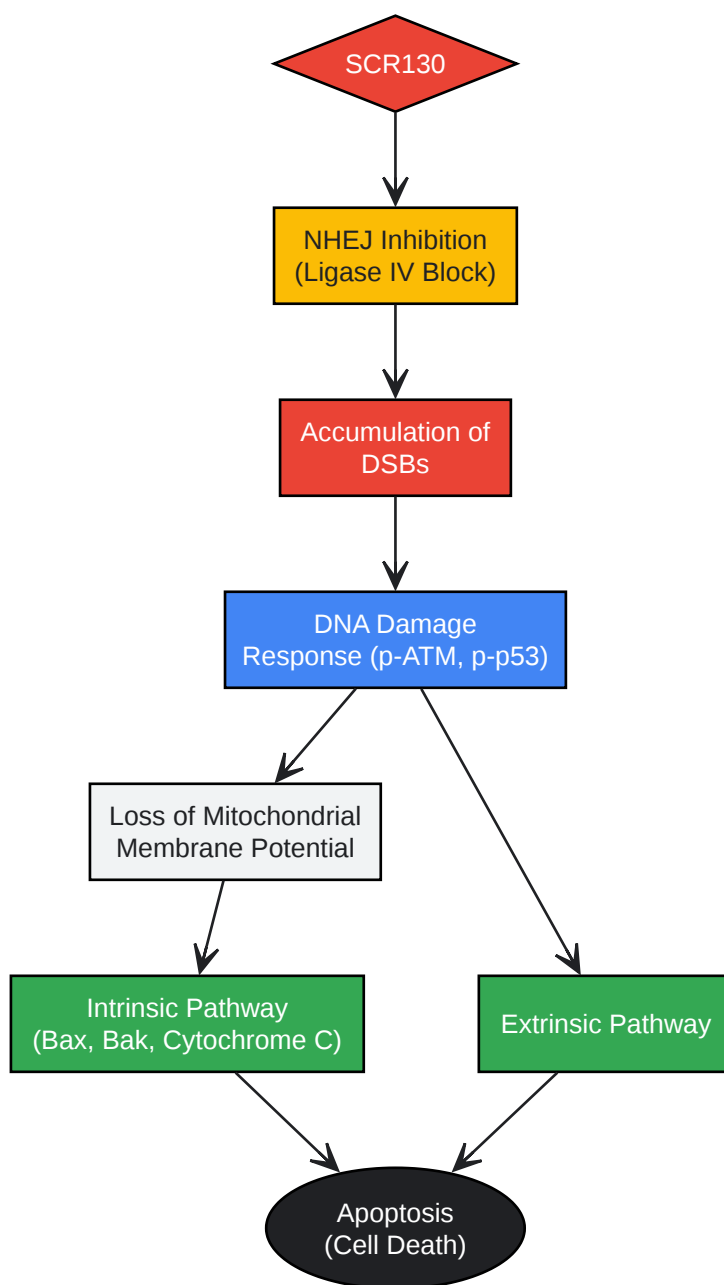 SCR130
NHEJ Inhibition
(Ligase IV Block)
Accumulation of
DSBs
DNA Damage
Response (p-ATM, p-p53)
Loss of Mitochondrial
Membrane Potential
Intrinsic Pathway
(Bax, Bak, Cytochrome C)
Extrinsic Pathway
Apoptosis
(Cell Death)